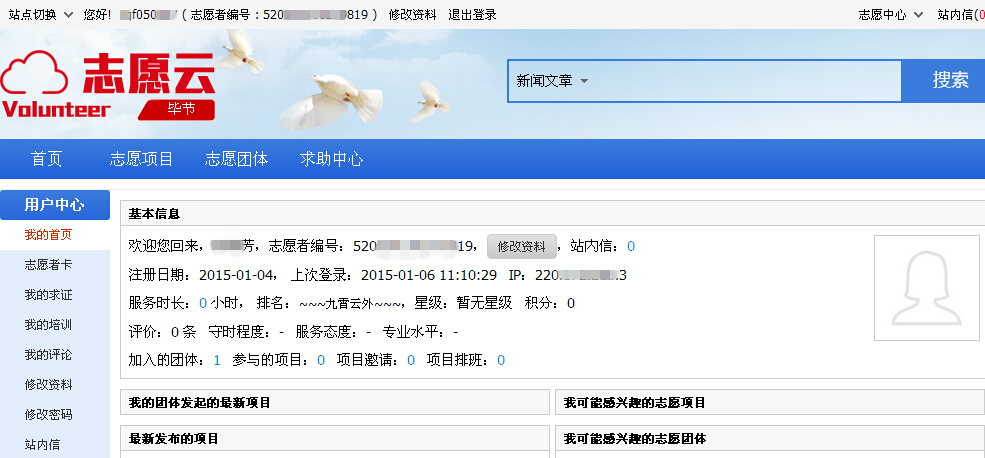 站点切换 您好! qf050 7 ( 志愿者编号 : 520 819 ) 修改资料 退出登录 志愿中心 站内信(0
志愿云
Volunteer 毕节
新闻文章 搜索
首页 志愿项目 志愿团体 求助中心
用户中心
我的首页
志愿者卡
我的求证
我的培训
我的评论
修改资料
修改密码
站内信
基本信息
欢迎您回来, 芳, 志愿者编号: 520 19, 修改资料 , 站内信: 0
注册日期: 2015-01-04, 上次登录: 2015-01-06 11:10:29 IP: 220. .3
服务时长: 0 小时, 排名: ~~~九霄云外~~~, 星级: 暂无星级 积分: 0
评价: 0 条 守时程度: - 服务态度: - 专业水平: -
加入的团体: 1 参与的项目: 0 项目邀请: 0 项目排班: 0
我的团体发起的最新项目 我可能感兴趣的志愿项目
最新发布的项目 我可能感兴趣的志愿团体